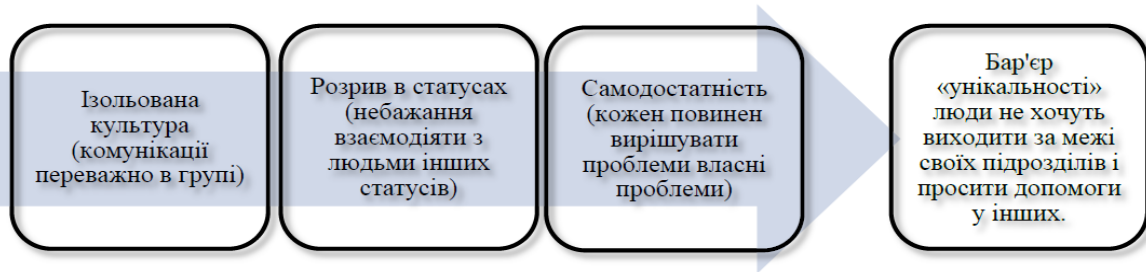 Ізольована
культура
(комунікації
переважно в групі)
Розрив в статусах
(небажання
взаємодіяти з
людьми інших
статусів)
Самодостатність
(кожен повинен
вирішувати
проблеми власні
проблеми)
Бар'єр
«унікальності»
люди не хочуть
виходити за межі
своїх підрозділів і
просити допомоги
у інших.